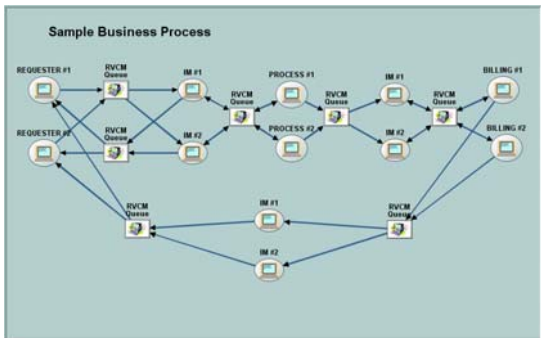 Sample Business Process
REQUESTER #1
RVCM
Queue
IM #1
PROCESS #1
IM #1
BILLING #1
RVCM
Queue
RVCM
Queue
RVCM
Queue
REQUESTER #2
RVCM
Queue
IM #2
PROCESS #2
IM #2
BILLING #2
RVCM
Queue
IM #1
RVCM
Queue
IM #2